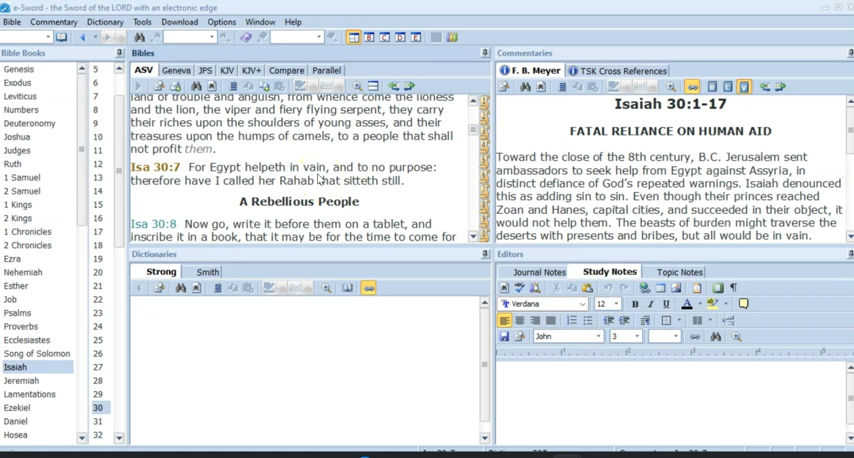 e-Sword - the Sword of the LORD with an electronic edge
Bible Commentary Dictionary Tools Download Options Window Help
B C D E
Bible Books
Genesis
Exodus
Leviticus
Numbers
Deuteronomy
Joshua
Judges
Ruth
1 Samuel
2 Samuel
1 Kings
2 Kings
1 Chronicles
2 Chronicles
Ezra
Nehemiah
Esther
Job
Psalms
Proverbs
Ecclesiastes
Song of Solomon
Isaiah
Jeremiah
Lamentations
Ezekiel
Daniel
Hosea
5
6
7
8
9
10
11
12
13
14
15
16
17
18
19
20
21
22
23
24
25
26
27
28
29
30
31
32
Bibles
ASV Geneva JPS KJV KJV+ Compare Parallel
land of trouble and anguish, from whence come the lioness
and the lion, the viper and fiery flying serpent, they carry
their riches upon the shoulders of young asses, and their
treasures upon the humps of camels, to a people that shall
not profit them.
Isa 30:7 For Egypt helpeth in vain, and to no purpose:
therefore have I called her Rahab that sitteth still.
A Rebellious People
Isa 30:8 Now go, write it before them on a tablet, and
inscribe it in a book, that it may be for the time to come for
Commentaries
F. B. Meyer TSK Cross References
Isaiah 30:1-17
FATAL RELIANCE ON HUMAN AID
Toward the close of the 8th century, B.C. Jerusalem sent
ambassadors to seek help from Egypt against Assyria, in
distinct defiance of God's repeated warnings. Isaiah denounced
this as adding sin to sin. Even though their princes reached
Zoan and Hanes, capital cities, and succeeded in their object, it
would not help them. The beasts of burden might traverse the
deserts with presents and bribes, but all would be in vain.
Dictionaries
Strong Smith
Editors
Journal Notes Study Notes Topic Notes
Verdana 12 B I U A
John 3